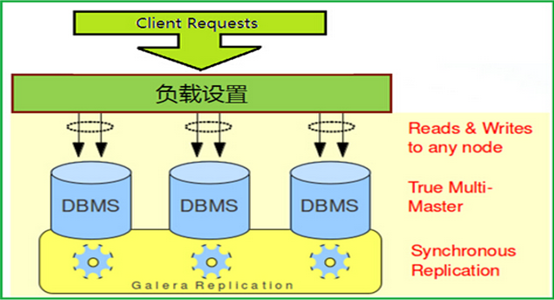 Client Requests
负载设置
Reads & Writes
to any node
DBMS
DBMS
DBMS
True Multi-
Master
Synchronous
Replication
Galera Replication